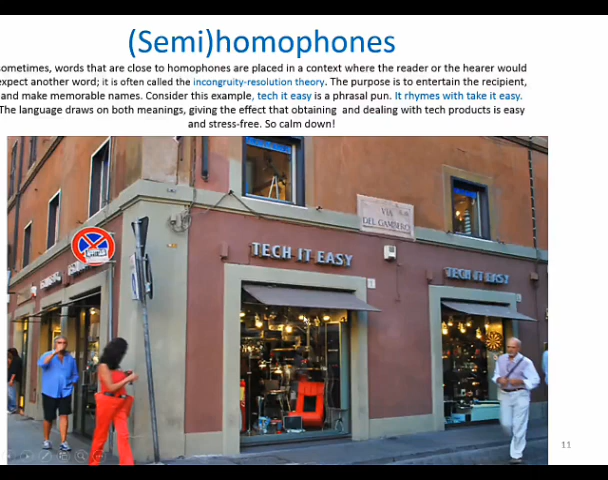 (Semi)homophones
ometimes, words that are close to homophones are placed in a context where the reader or the hearer would
xpect another word; it is often called the incongruity-resolution theory. The purpose is to entertain the recipient,
and make memorable names. Consider this example, tech it easy is a phrasal pun. It rhymes with take it easy.
The language draws on both meanings, giving the effect that obtaining and dealing with tech products is easy
and stress-free. So calm down!
VIA
DEL GAMBERO
TECH IT EASY
TECH IT EASY
11